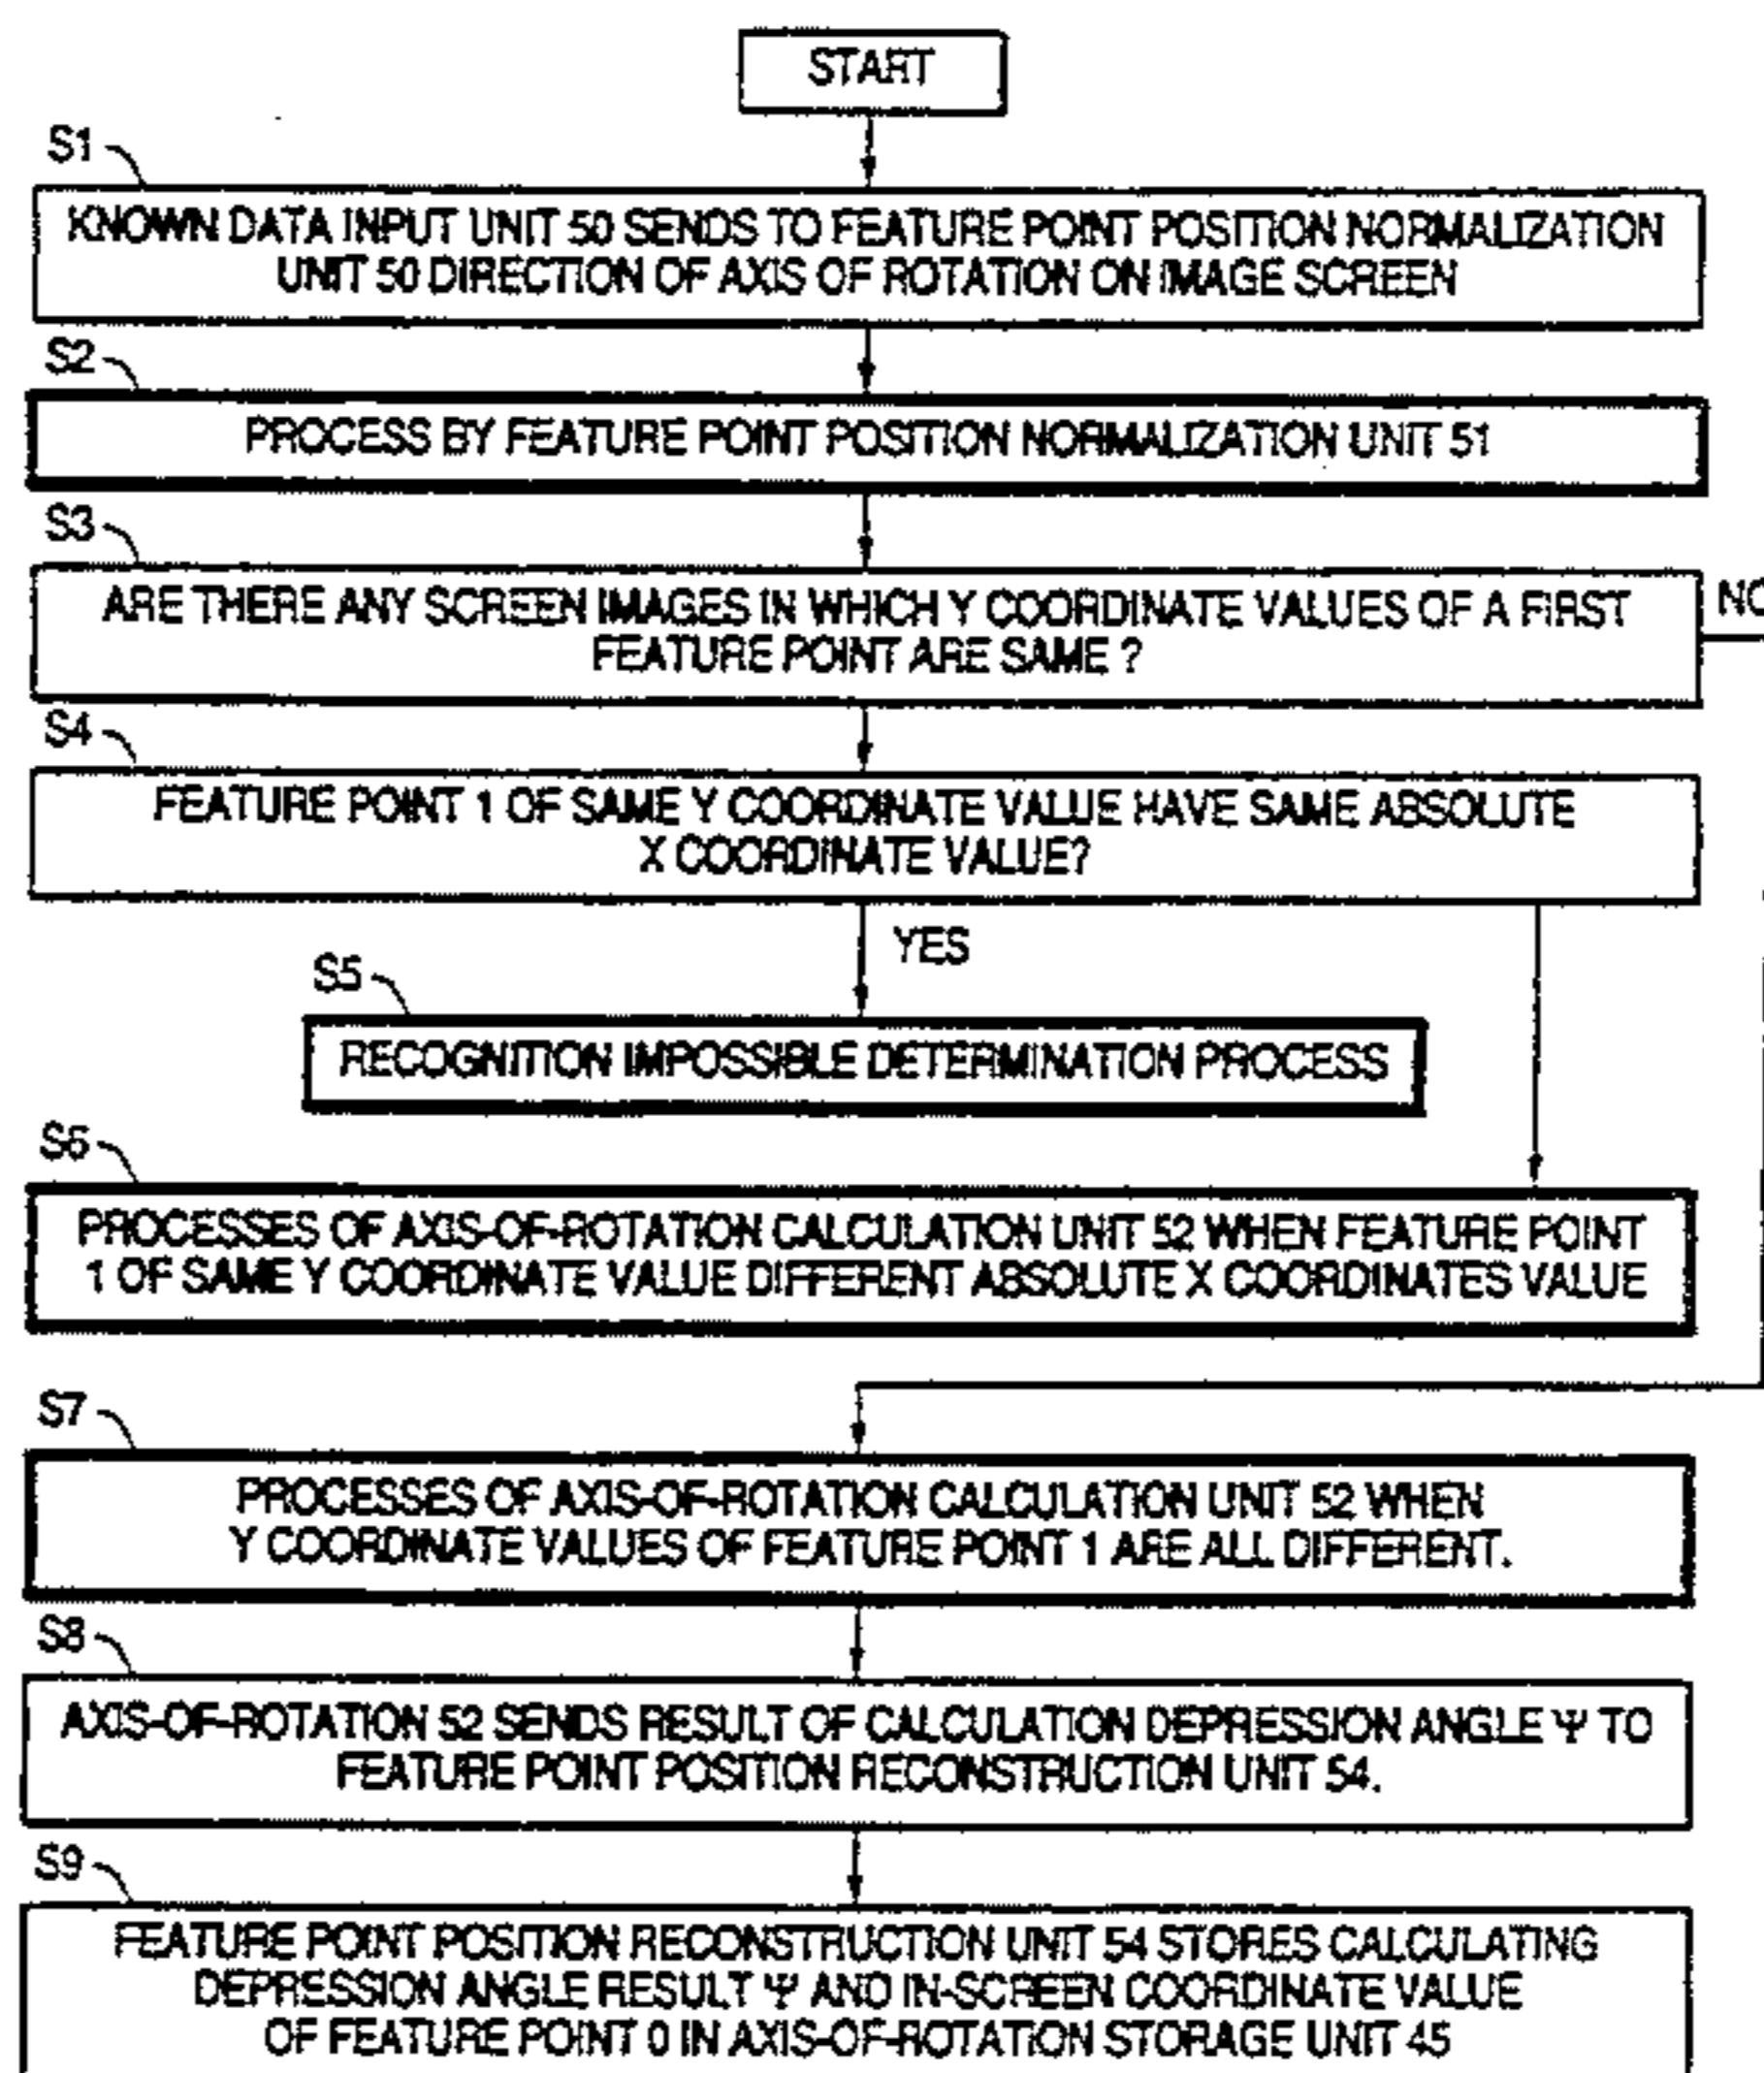 START
S1
KNOWN DATA INPUT UNIT 50 SENDS TO FEATURE POINT POSITION NORMALIZATION
UNIT 50 DIRECTION OF AXIS OF ROTATION ON IMAGE SCREEN
S2
PROCESS BY FEATURE POINT POSITION NORMALIZATION UNIT 51
S3
ARE THERE ANY SCREEN IMAGES IN WHICH Y COORDINATE VALUES OF A FIRST
FEATURE POINT ARE SAME ?
NO
S4
FEATURE POINT 1 OF SAME Y COORDINATE VALUE HAVE SAME ABSOLUTE
X COORDINATE VALUE?
YES
S5
RECOGNITION IMPOSSIBLE DETERMINATION PROCESS
S6
PROCESSES OF AXIS-OF-ROTATION CALCULATION UNIT 52 WHEN FEATURE POINT
1 OF SAME Y COORDINATE VALUE DIFFERENT ABSOLUTE X COORDINATES VALUE
S7
PROCESSES OF AXIS-OF-ROTATION CALCULATION UNIT 52 WHEN
Y COORDINATE VALUES OF FEATURE POINT 1 ARE ALL DIFFERENT.
S8
AXIS-OF-ROTATION 52 SENDS RESULT OF CALCULATION DEPRESSION ANGLE Ψ TO
FEATURE POINT POSITION RECONSTRUCTION UNIT 54.
S9
FEATURE POINT POSITION RECONSTRUCTION UNIT 54 STORES CALCULATING
DEPRESSION ANGLE RESULT Ψ AND IN-SCREEN COORDINATE VALUE
OF FEATURE POINT 0 IN AXIS-OF-ROTATION STORAGE UNIT 45